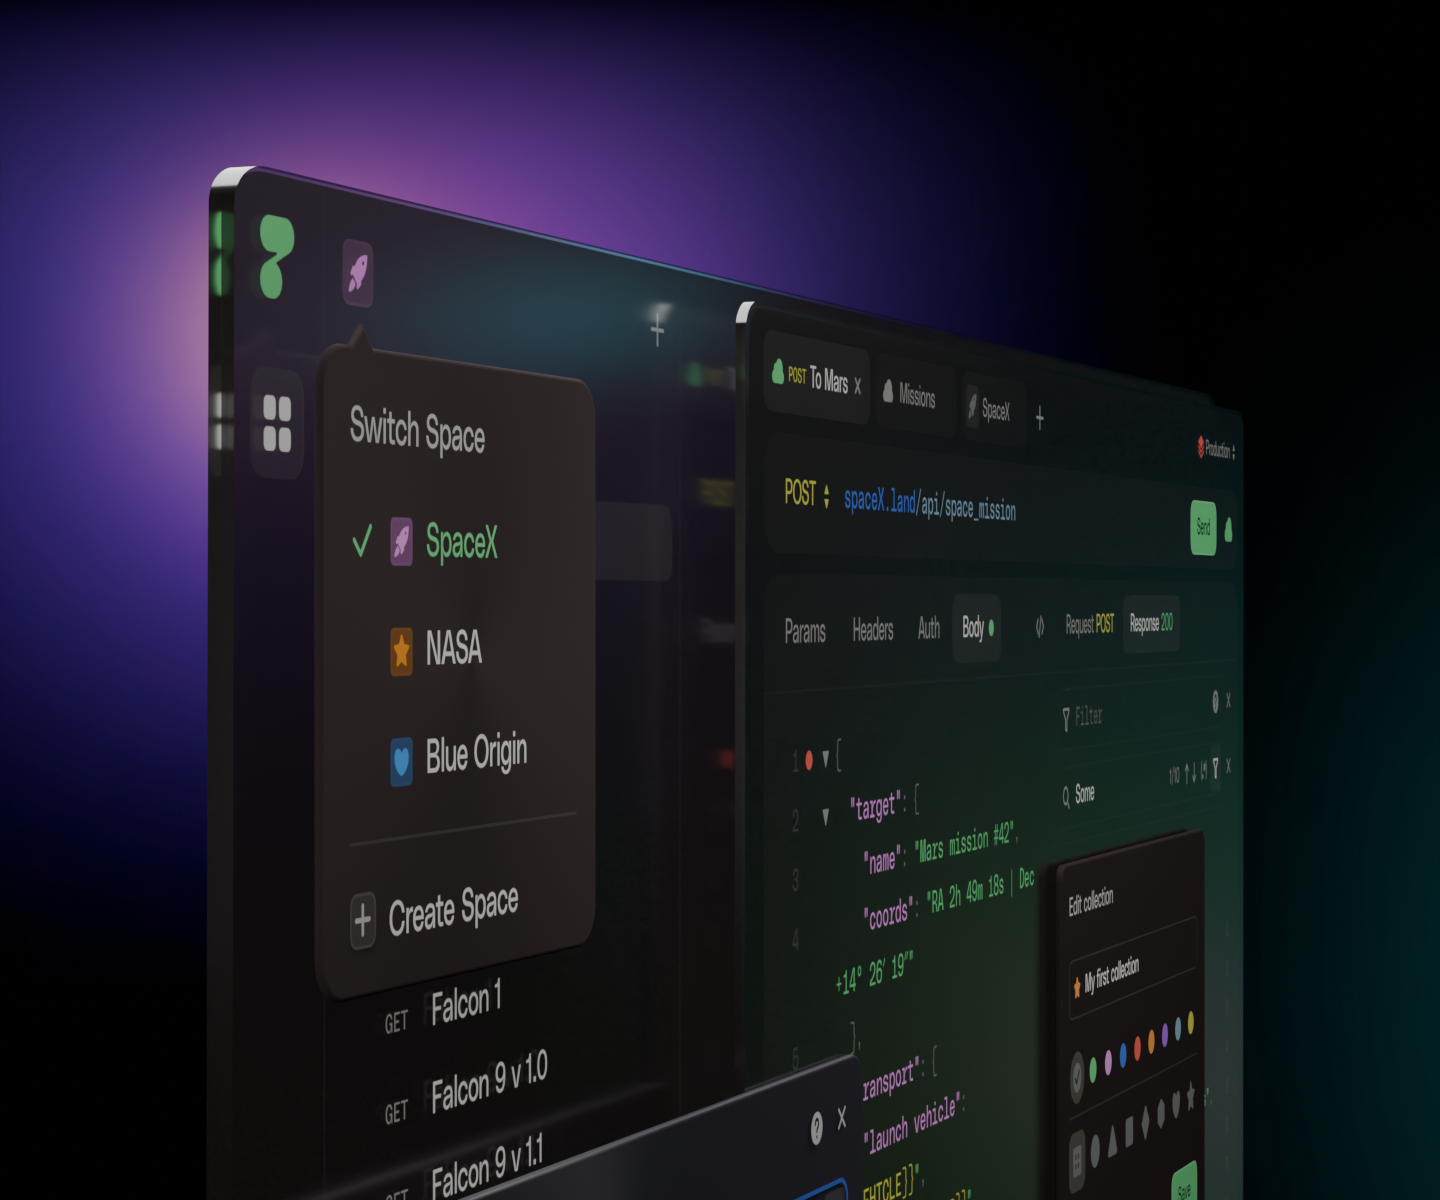 Switch Space
SpaceX
NASA
Blue Origin
Create Space
GET Falcon 1
GET Falcon 9 v 1.0
GET Falcon 9 v 1.1
POST To Mars ×
Missions
SpaceX
Production
POST spaceX.land/api/space_mission
Send
Params Headers Auth Body
</> Request POST Response 200
Filter
Some
1/10
1 {
2 "target": {
3 "name": "Mars mission #42",
4 "coords": "RA 2h 49m 18s | Dec
+14° 26′ 19″"
5 },
ransport": {
"launch vehicle":
EHICLE}}",
Edit collection
My first collection
Save